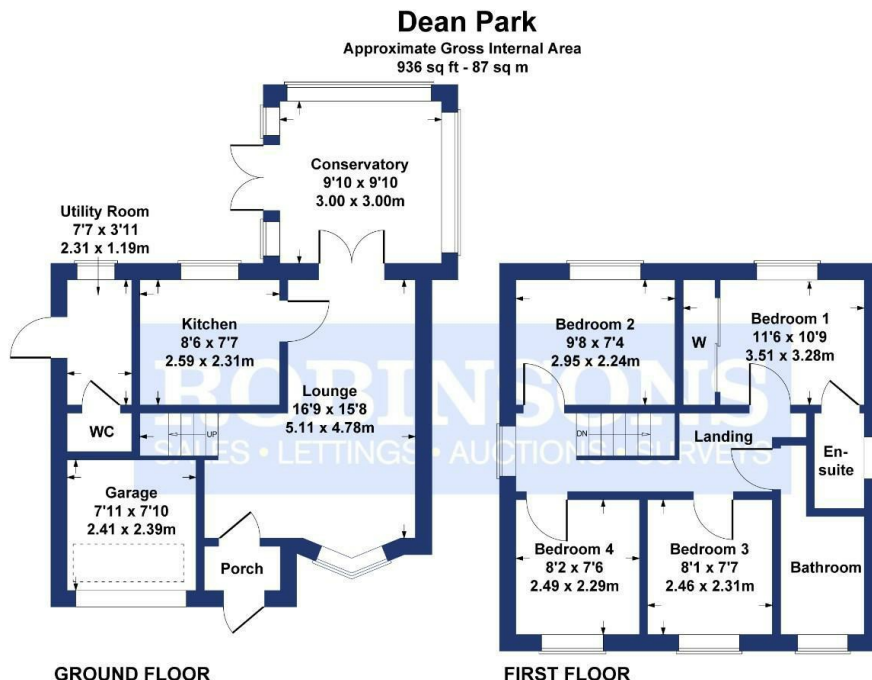 Dean Park
Approximate Gross Internal Area
936 sq ft - 87 sq m
Conservatory
9'10 x 9'10
3.00 x 3.00m
Utility Room
7'7 x 3'11
2.31 x 1.19m
Kitchen
8'6 x 7'7
2.59 x 2.31m
Lounge
16'9 x 15'8
5.11 x 4.78m
WC
UP
Garage
7'11 x 7'10
2.41 x 2.39m
Porch
GROUND FLOOR
Bedroom 2
9'8 x 7'4
2.95 x 2.24m
W
Bedroom 1
11'6 x 10'9
3.51 x 3.28m
DN
Landing
En-
suite
Bedroom 4
8'2 x 7'6
2.49 x 2.29m
Bedroom 3
8'1 x 7'7
2.46 x 2.31m
Bathroom
FIRST FLOOR
ROBINSONS
SALES • LETTINGS • AUCTIONS • SURVEYS